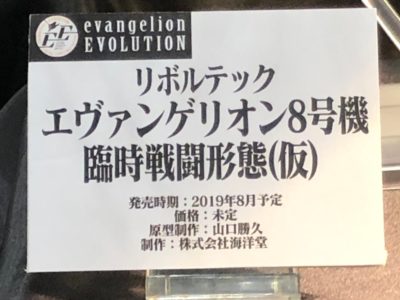 evangelion
EVOLUTION
リボルテック
エヴァンゲリオン8号機
臨時戦闘形態(仮)
発売時期：2019年8月予定
価格：未定
原型制作：山口勝久
制作：株式会社海洋堂